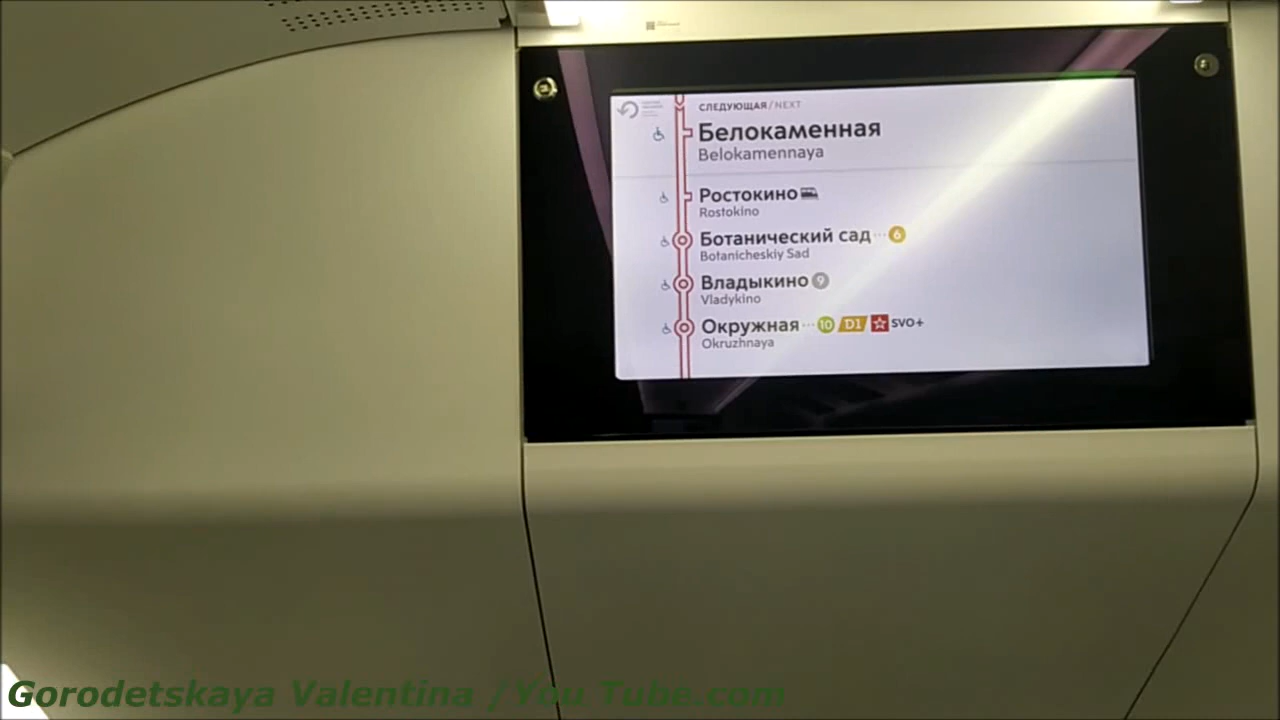 СЛЕДУЮЩАЯ/NEXT
Белокаменная
Belokamennaya
Ростокино
Rostokino
Ботанический сад ··· 6
Botanicheskiy Sad
Владыкино 9
Vladykino
Окружная ··· 10 D1 SVO+
Okruzhnaya
Gorodetskaya Valentina /You Tube.com